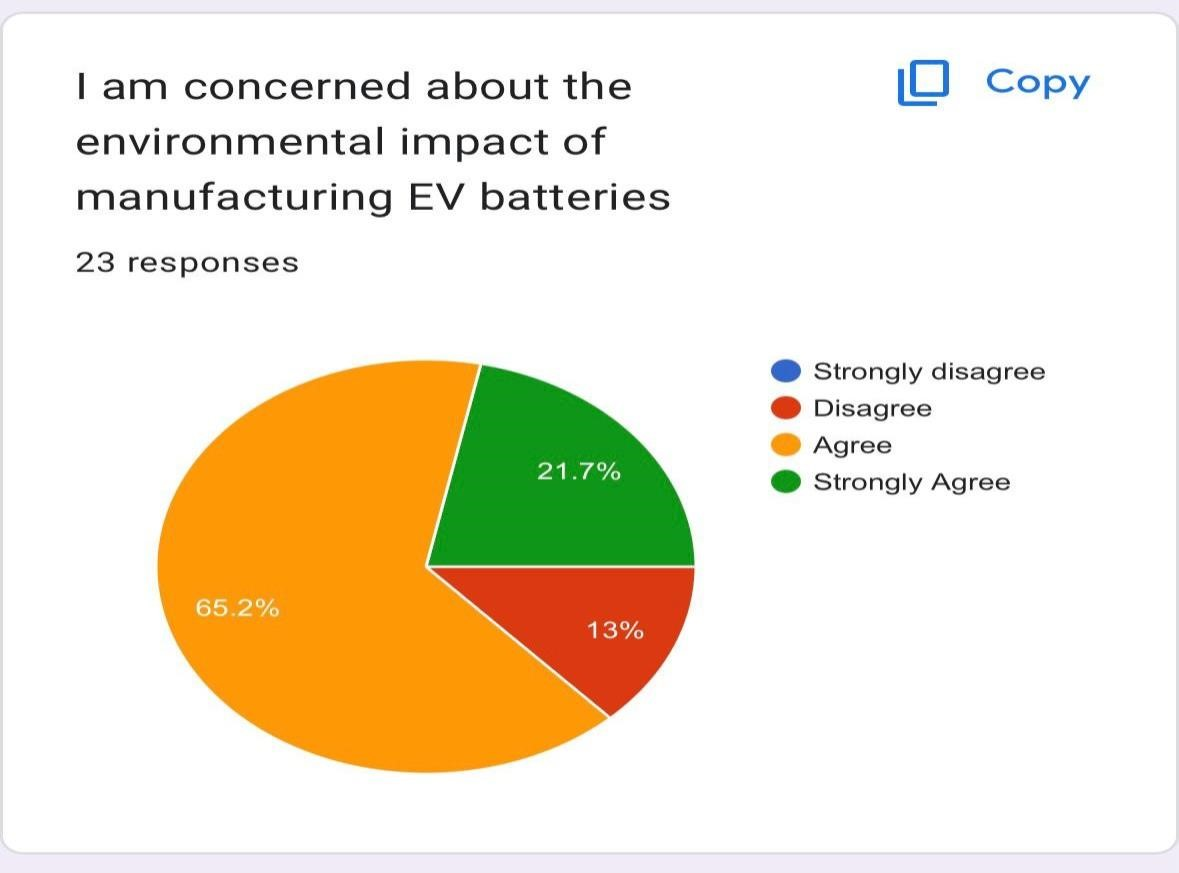 I am concerned about the
environmental impact of
manufacturing EV batteries
Copy
23 responses
Strongly disagree
Disagree
Agree
Strongly Agree
21.7%
65.2%
13%